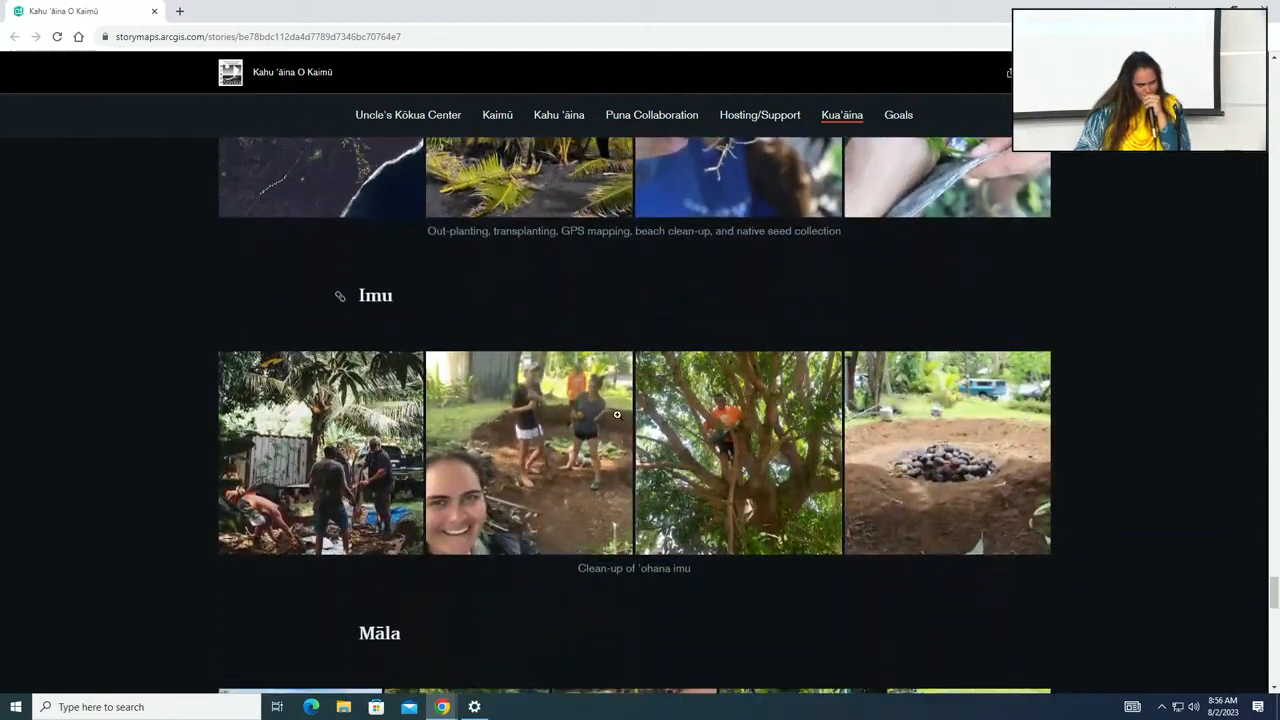 Kahu ʻāina O Kaimū
storymaps.arcgis.com/stories/be78bdc112da4d7789d7346bc70764e7
Kahu ʻāina O Kaimū
Uncle's Kōkua Center Kaimū Kahu ʻāina Puna Collaboration Hosting/Support Kuaʻāina Goals
Out-planting, transplanting, GPS mapping, beach clean-up, and native seed collection
Imu
Clean-up of ʻohana imu
Māla
Type here to search
8:56 AM
8/2/2023